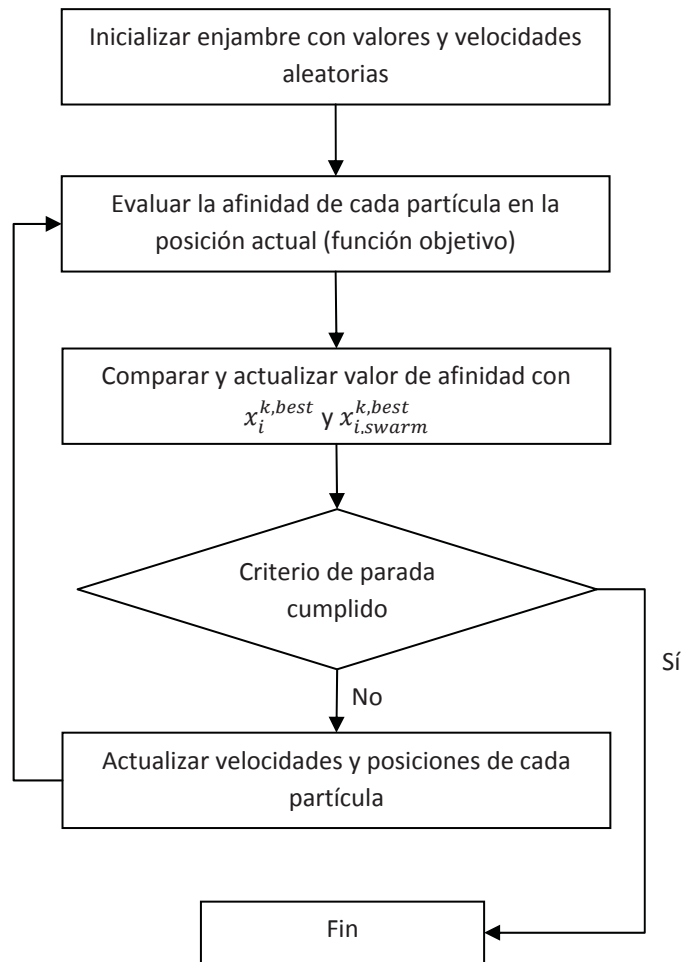 Inicializar enjambre con valores y velocidades
aleatorias
Evaluar la afinidad de cada partícula en la
posición actual (función objetivo)
Comparar y actualizar valor de afinidad con
$x_i^{k,best}$ y $x_{i.swarm}^{k,best}$
Criterio de parada
cumplido
Sí
No
Actualizar velocidades y posiciones de cada
partícula
Fin